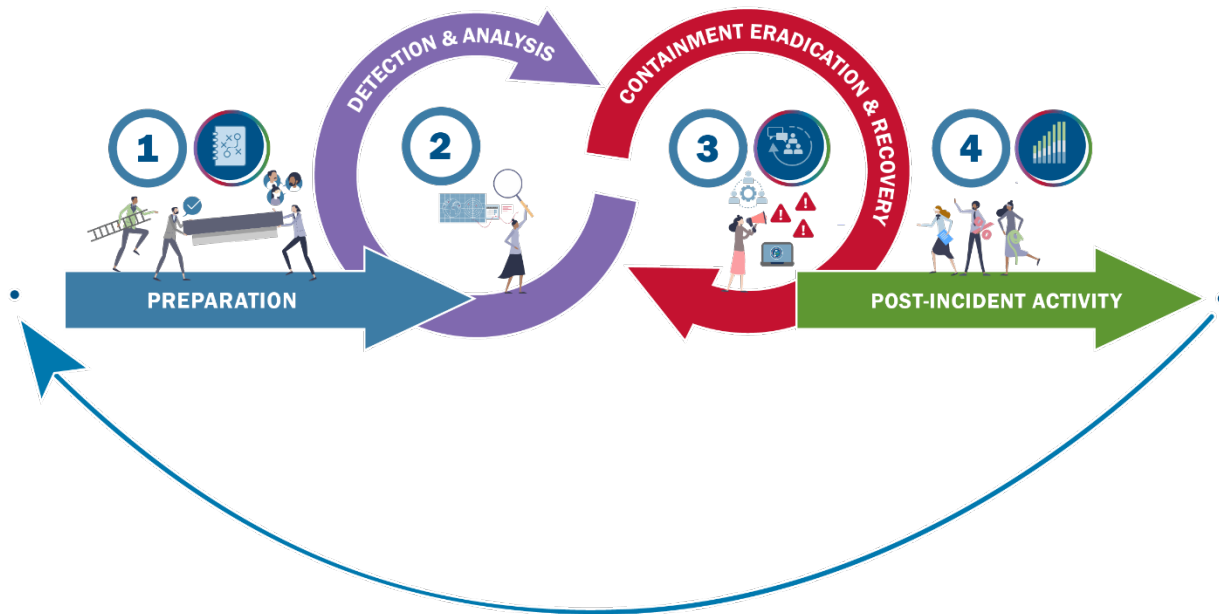 DETECTION & ANALYSIS
CONTAINMENT ERADICATION & RECOVERY
1
2
3
4
PREPARATION
POST-INCIDENT ACTIVITY